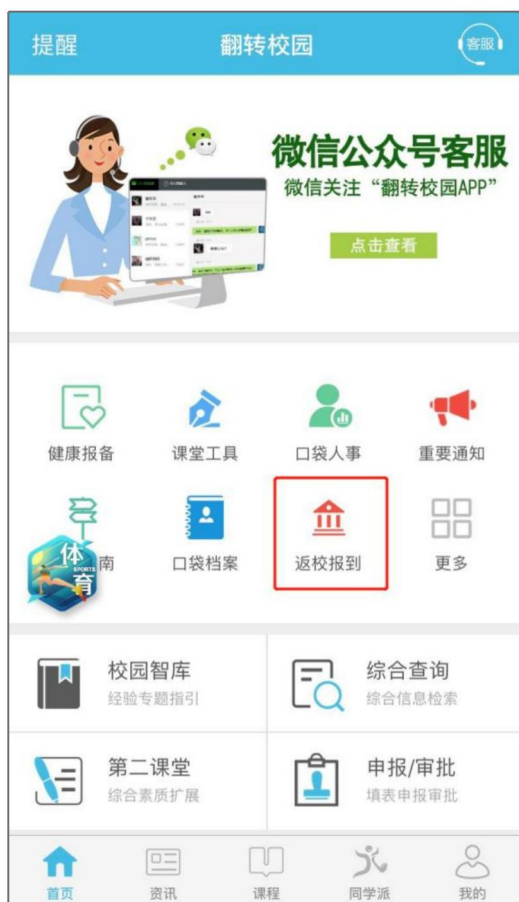 提醒
翻转校园
客服
微信公众号客服
微信关注“翻转校园APP”
点击查看
健康报备
课堂工具
口袋人事
重要通知
南
口袋档案
返校报到
更多
体
SPORTS
育
校园智库
经验专题指引
综合查询
综合信息检索
第二课堂
综合素质扩展
申报/审批
填表申报审批
首页
资讯
课程
同学派
我的